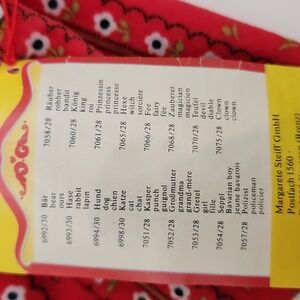 6992/30 Bär
bear
ours
6993/30 Hase
rabbit
lapin
6994/30 Hund
dog
chien
6998/30 Katze
cat
chat
7051/28 Kasper
punch
guignol
7052/28 Großmutter
grandma
grand-mère
7053/28 Gretel
girl
fille
7054/28 Seppl
Bavarian boy
jeune bavarois
7057/28 Polizist
policeman
policier
7058/28 Räuber
robber
bandit
7060/28 König
king
roi
7061/28 Prinzessin
princess
princesse
7065/28 Hexe
witch
sorcière
7066/28 Fee
fairy
fée
7068/28 Zauberer
magician
magicien
7070/28 Teufel
devil
diable
7075/28 Clown
clown
clown
Margarete Steiff GmbH
Postfach 1560